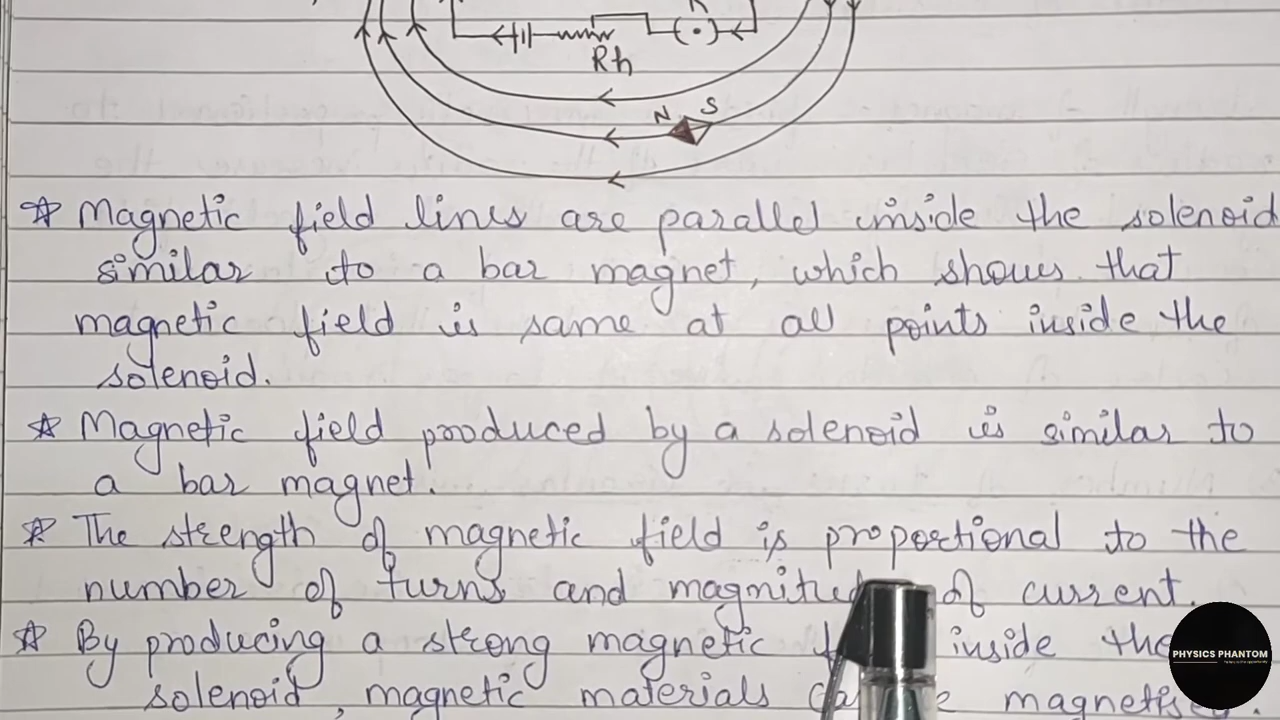 Rh
N S
☆ Magnetic field lines are parallel inside the solenoid
similar to a bar magnet, which shows that
magnetic field is same at all points inside the
solenoid.
☆ Magnetic field produced by a solenoid is similar to
a bar magnet.
☆ The strength of magnetic field is proportional to the
number of turns and magnitud of current.
☆ By producing a strong magnetic f inside the
solenoid, magnetic materials magnetised.
PHYSICS PHANTOM